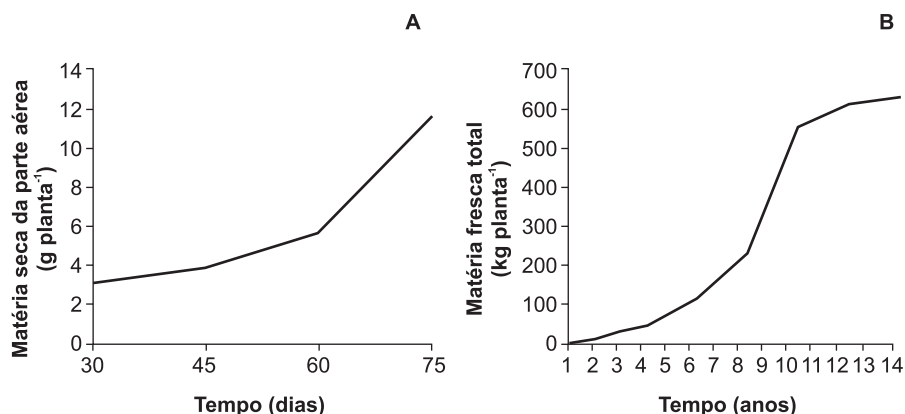 A
Matéria seca da parte aérea
(g planta⁻¹)
14
12
10
8
6
4
2
0
30 45 60 75
Tempo (dias)
B
Matéria fresca total
(kg planta⁻¹)
700
600
500
400
300
200
100
0
1 2 3 4 5 6 7 8 9 10 11 12 13 14
Tempo (anos)